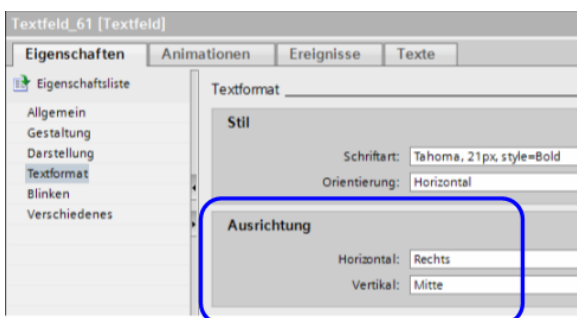 Textfeld_61 [Textfeld]
Eigenschaften Animationen Ereignisse Texte
Eigenschaftsliste
Allgemein
Gestaltung
Darstellung
Textformat
Blinken
Verschiedenes
Textformat
Stil
Schriftart: Tahoma, 21px, style=Bold
Orientierung: Horizontal
Ausrichtung
Horizontal: Rechts
Vertikal: Mitte